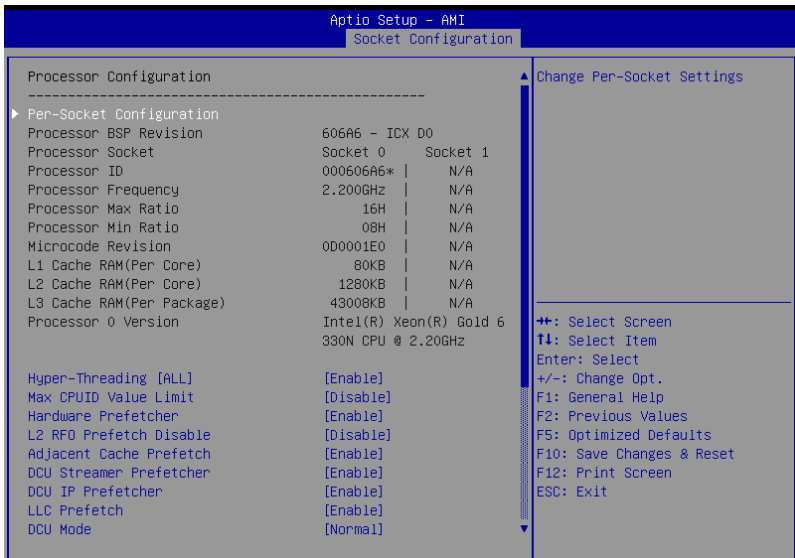 Aptio Setup - AMI
Socket Configuration
Processor Configuration
--------------------------------------------------
Per-Socket Configuration
Processor BSP Revision 606A6 - ICX D0
Processor Socket Socket 0 Socket 1
Processor ID 000606A6* | N/A
Processor Frequency 2.200GHz | N/A
Processor Max Ratio 16H | N/A
Processor Min Ratio 08H | N/A
Microcode Revision 0D0001E0 | N/A
L1 Cache RAM(Per Core) 80KB | N/A
L2 Cache RAM(Per Core) 1280KB | N/A
L3 Cache RAM(Per Package) 43008KB | N/A
Processor 0 Version Intel(R) Xeon(R) Gold 6
330N CPU @ 2.20GHz
Hyper-Threading [ALL] [Enable]
Max CPUID Value Limit [Disable]
Hardware Prefetcher [Enable]
L2 RFO Prefetch Disable [Disable]
Adjacent Cache Prefetch [Enable]
DCU Streamer Prefetcher [Enable]
DCU IP Prefetcher [Enable]
LLC Prefetch [Enable]
DCU Mode [Normal]
Change Per-Socket Settings
→←: Select Screen
↑↓: Select Item
Enter: Select
+/-: Change Opt.
F1: General Help
F2: Previous Values
F5: Optimized Defaults
F10: Save Changes & Reset
F12: Print Screen
ESC: Exit